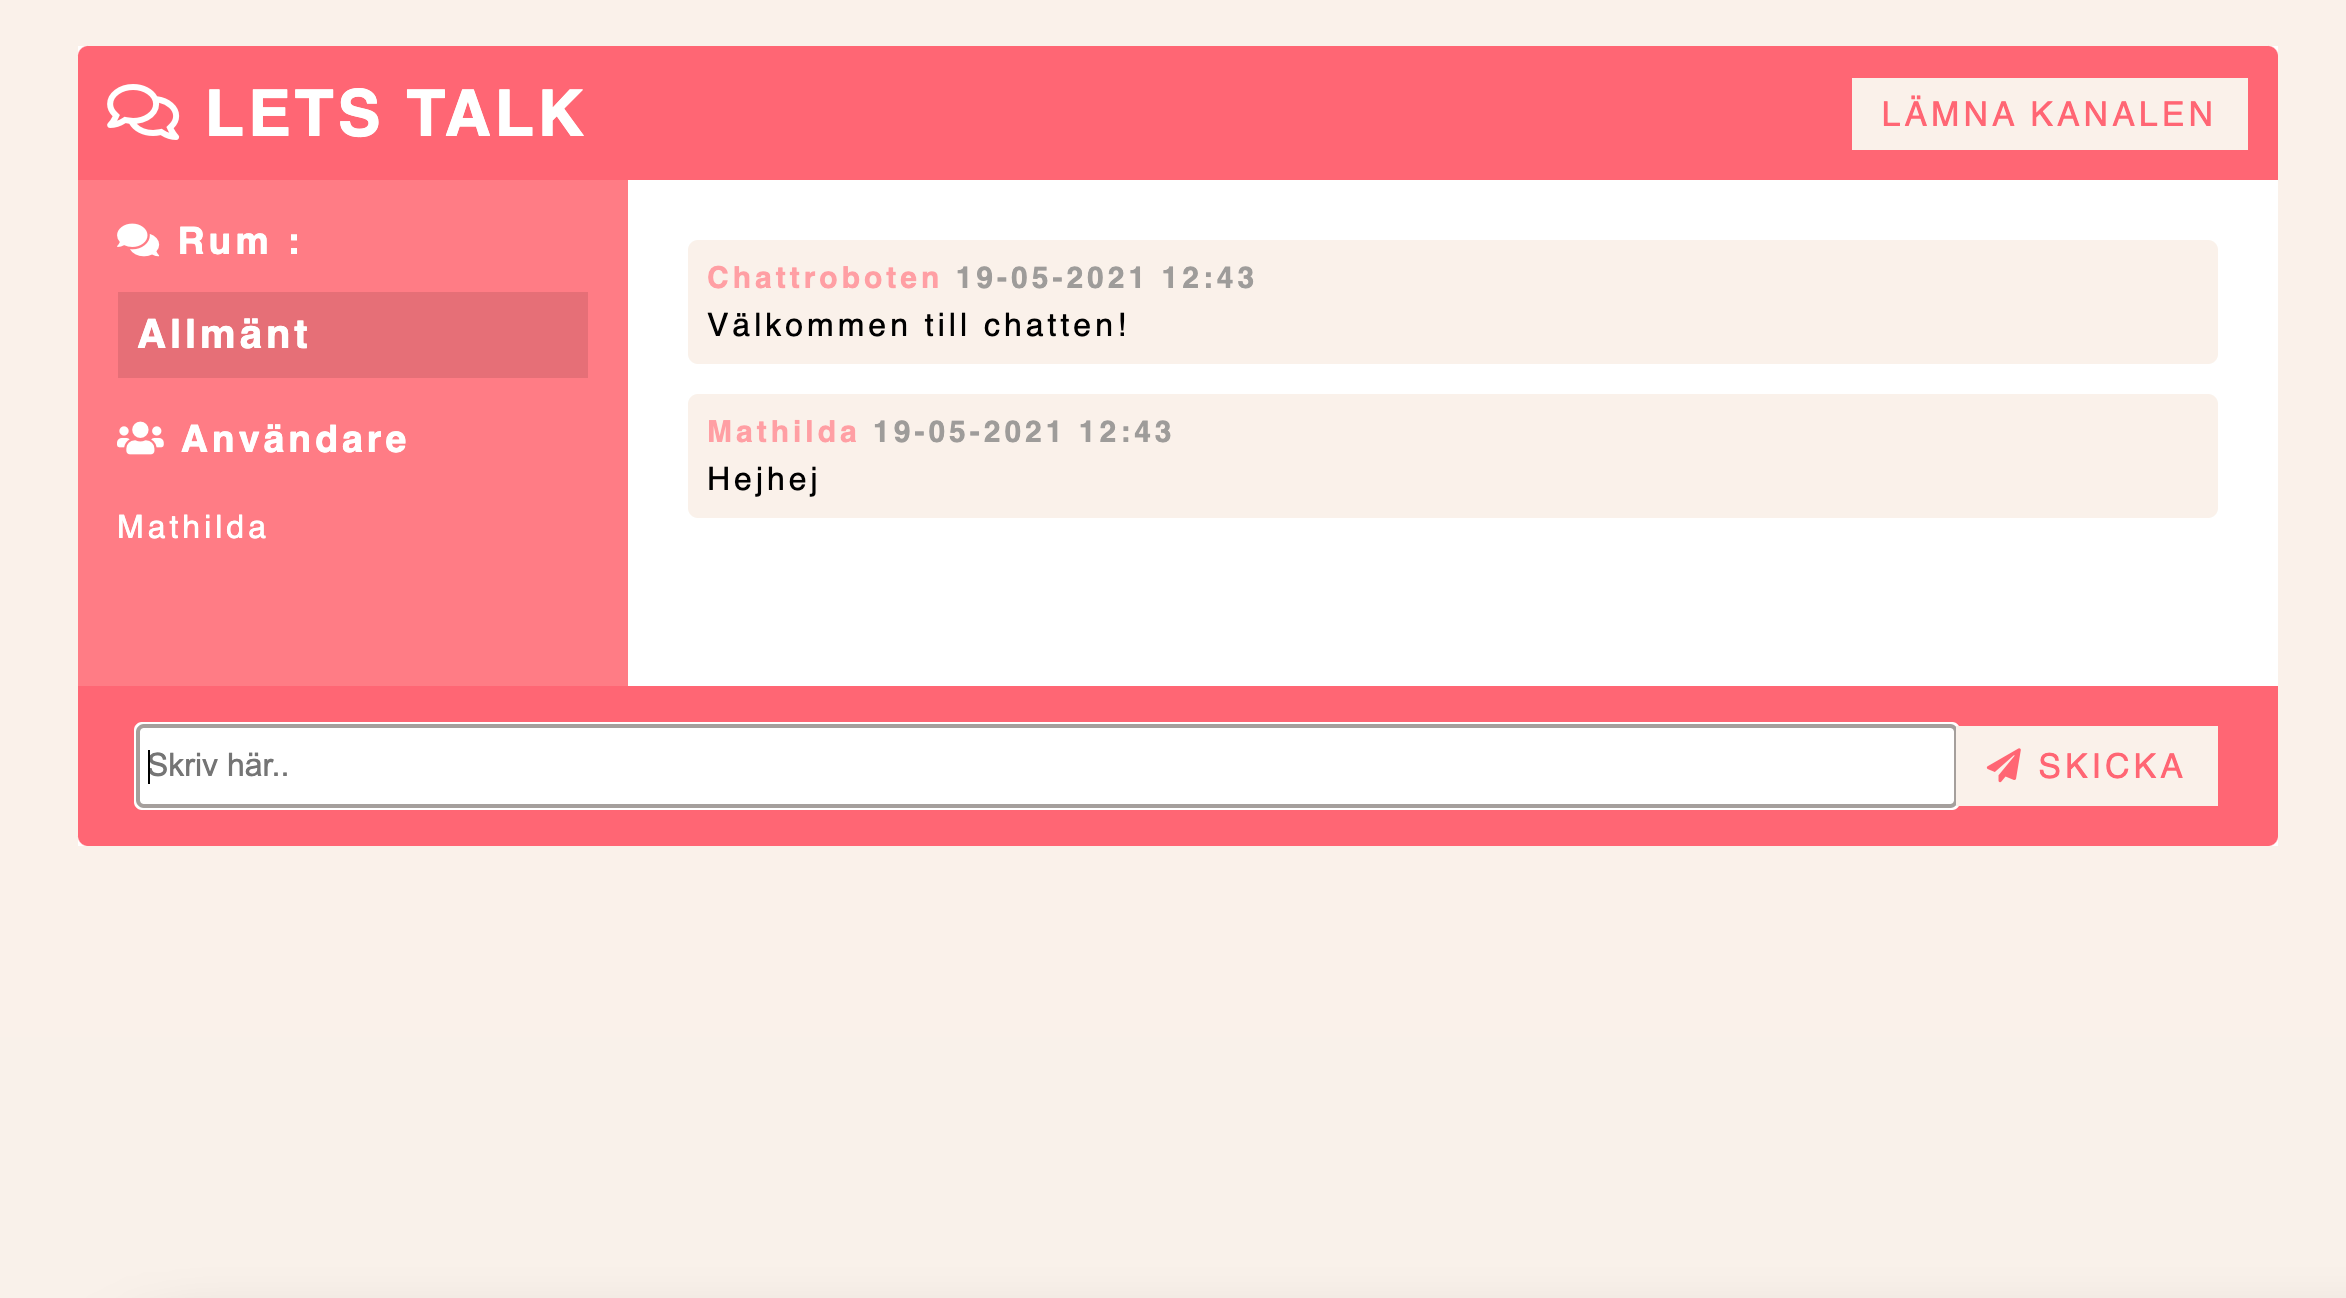 LETS TALK
LÄMNA KANALEN
Rum :
Allmänt
Användare
Mathilda
Chattroboten 19-05-2021 12:43
Välkommen till chatten!
Mathilda 19-05-2021 12:43
Hejhej
Skriv här..
SKICKA